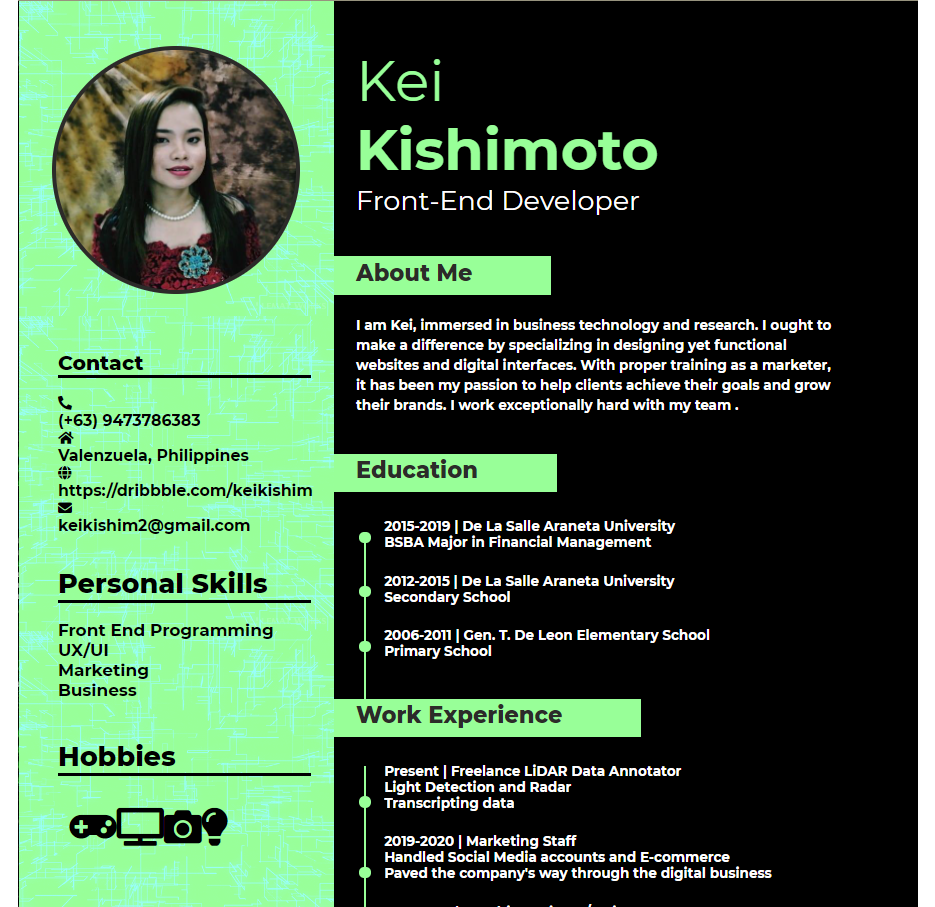 Kei
Kishimoto
Front-End Developer
Contact
(+63) 9473786383
Valenzuela, Philippines
https://dribbble.com/keikishim
keikishim2@gmail.com
Personal Skills
Front End Programming
UX/UI
Marketing
Business
Hobbies
About Me
I am Kei, immersed in business technology and research. I ought to
make a difference by specializing in designing yet functional
websites and digital interfaces. With proper training as a marketer,
it has been my passion to help clients achieve their goals and grow
their brands. I work exceptionally hard with my team .
Education
2015-2019 | De La Salle Araneta University
BSBA Major in Financial Management
2012-2015 | De La Salle Araneta University
Secondary School
2006-2011 | Gen. T. De Leon Elementary School
Primary School
Work Experience
Present | Freelance LiDAR Data Annotator
Light Detection and Radar
Transcripting data
2019-2020 | Marketing Staff
Handled Social Media accounts and E-commerce
Paved the company's way through the digital business